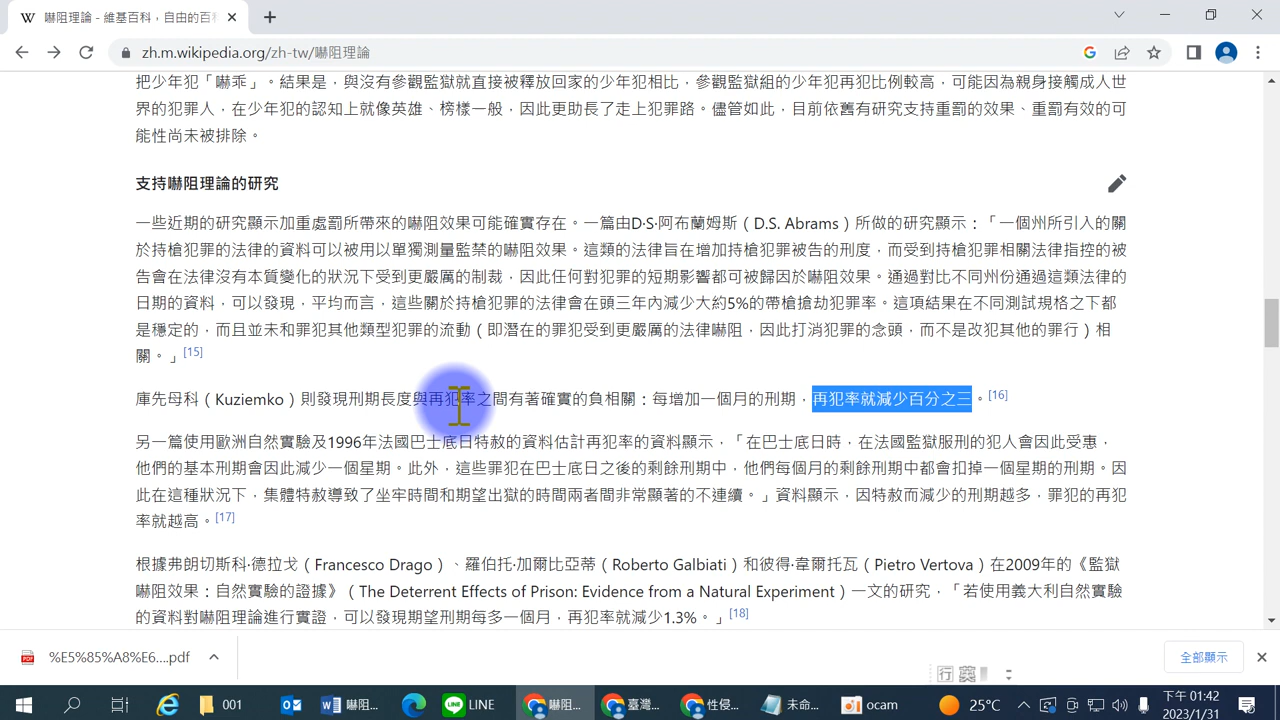 嚇阻理論 - 維基百科，自由的百科
zh.m.wikipedia.org/zh-tw/嚇阻理論
把少年犯「嚇乖」。結果是，與沒有參觀監獄就直接被釋放回家的少年犯相比，參觀監獄組的少年犯再犯比例較高，可能因為親身接觸成人世
界的犯罪人，在少年犯的認知上就像英雄、榜樣一般，因此更助長了走上犯罪路。儘管如此，目前依舊有研究支持重罰的效果、重罰有效的可
能性尚未被排除。
支持嚇阻理論的研究
一些近期的研究顯示加重處罰所帶來的嚇阻效果可能確實存在。一篇由D·S·阿布蘭姆斯（D.S. Abrams）所做的研究顯示：「一個州所引入的關
於持槍犯罪的法律的資料可以被用以單獨測量監禁的嚇阻效果。這類的法律旨在增加持槍犯罪被告的刑度，而受到持槍犯罪相關法律指控的被
告會在法律沒有本質變化的狀況下受到更嚴厲的制裁，因此任何對犯罪的短期影響都可被歸因於嚇阻效果。通過對比不同州份通過這類法律的
日期的資料，可以發現，平均而言，這些關於持槍犯罪的法律會在頭三年內減少大約5%的帶槍搶劫犯罪率。這項結果在不同測試規格之下都
是穩定的，而且並未和罪犯其他類型犯罪的流動（即潛在的罪犯受到更嚴厲的法律嚇阻，因此打消犯罪的念頭，而不是改犯其他的罪行）相
關。」[15]
庫先母科（Kuziemko）則發現刑期長度與再犯率之間有著確實的負相關：每增加一個月的刑期，再犯率就減少百分之三。[16]
另一篇使用歐洲自然實驗及1996年法國巴士底日特赦的資料估計再犯率的資料顯示，「在巴士底日時，在法國監獄服刑的犯人會因此受惠，
他們的基本刑期會因此減少一個星期。此外，這些罪犯在巴士底日之後的剩餘刑期中，他們每個月的剩餘刑期中都會扣掉一個星期的刑期。因
此在這種狀況下，集體特赦導致了坐牢時間和期望出獄的時間兩者間非常顯著的不連續。」資料顯示，因特赦而減少的刑期越多，罪犯的再犯
率就越高。[17]
根據弗朗切斯科·德拉戈（Francesco Drago）、羅伯托·加爾比亞蒂（Roberto Galbiati）和彼得·韋爾托瓦（Pietro Vertova）在2009年的《監獄
嚇阻效果：自然實驗的證據》（The Deterrent Effects of Prison: Evidence from a Natural Experiment）一文的研究，「若使用義大利自然實驗
的資料對嚇阻理論進行實證，可以發現期望刑期每多一個月，再犯率就減少1.3%。」[18]
%E5%85%A8%E6....pdf
全部顯示
行 英
001
嚇阻...
LINE
嚇阻...
臺灣...
性侵...
未命...
ocam
25°C
下午 01:42
2023/1/31